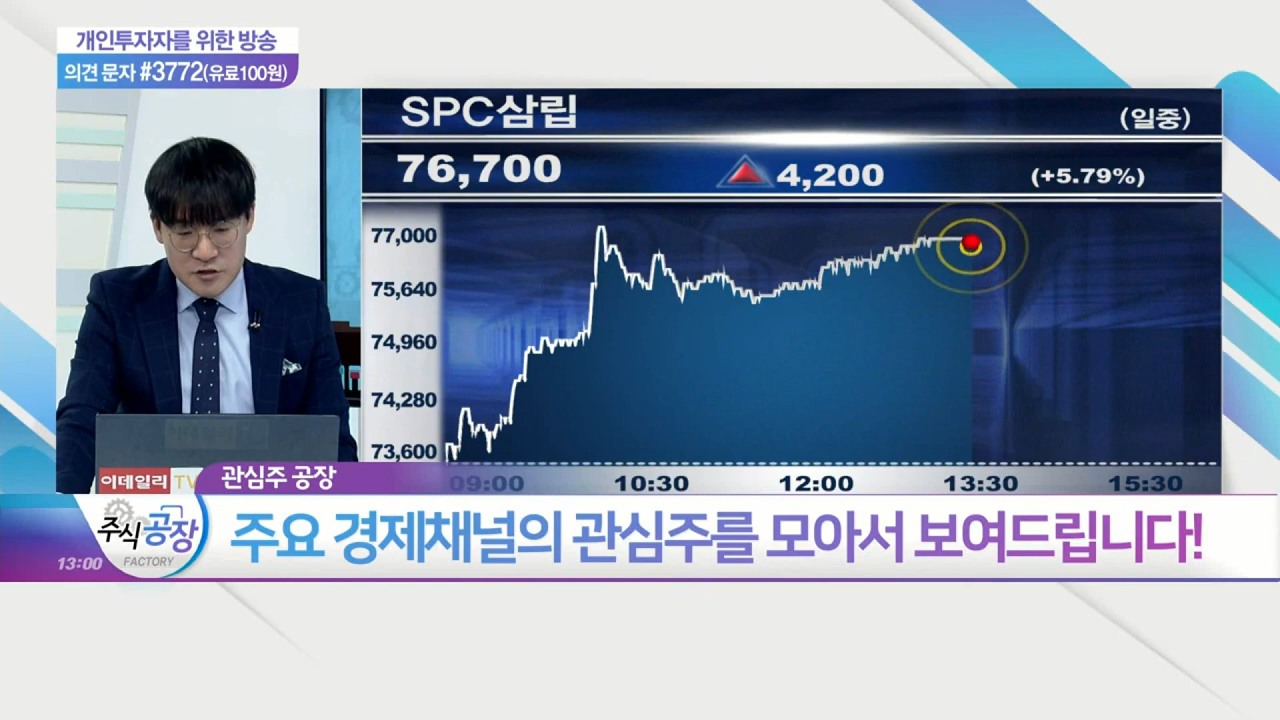 개인투자자를 위한 방송
의견 문자 #3772(유료100원)
SPC삼립
(일중)
76,700
4,200
(+5.79%)
77,000
75,640
74,960
74,280
73,600
09:00
10:30
12:00
13:30
15:30
이데일리 TV
관심주 공장
주식공장
FACTORY
13:00
주요 경제채널의 관심주를 모아서 보여드립니다!